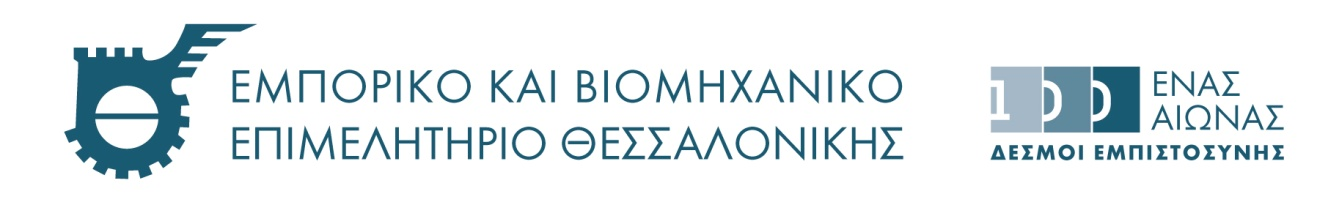 ΕΜΠΟΡΙΚΟ ΚΑΙ ΒΙΟΜΗΧΑΝΙΚΟ
ΕΠΙΜΕΛΗΤΗΡΙΟ ΘΕΣΣΑΛΟΝΙΚΗΣ
100 ΕΝΑΣ
ΑΙΩΝΑΣ
ΔΕΣΜΟΙ ΕΜΠΙΣΤΟΣΥΝΗΣ